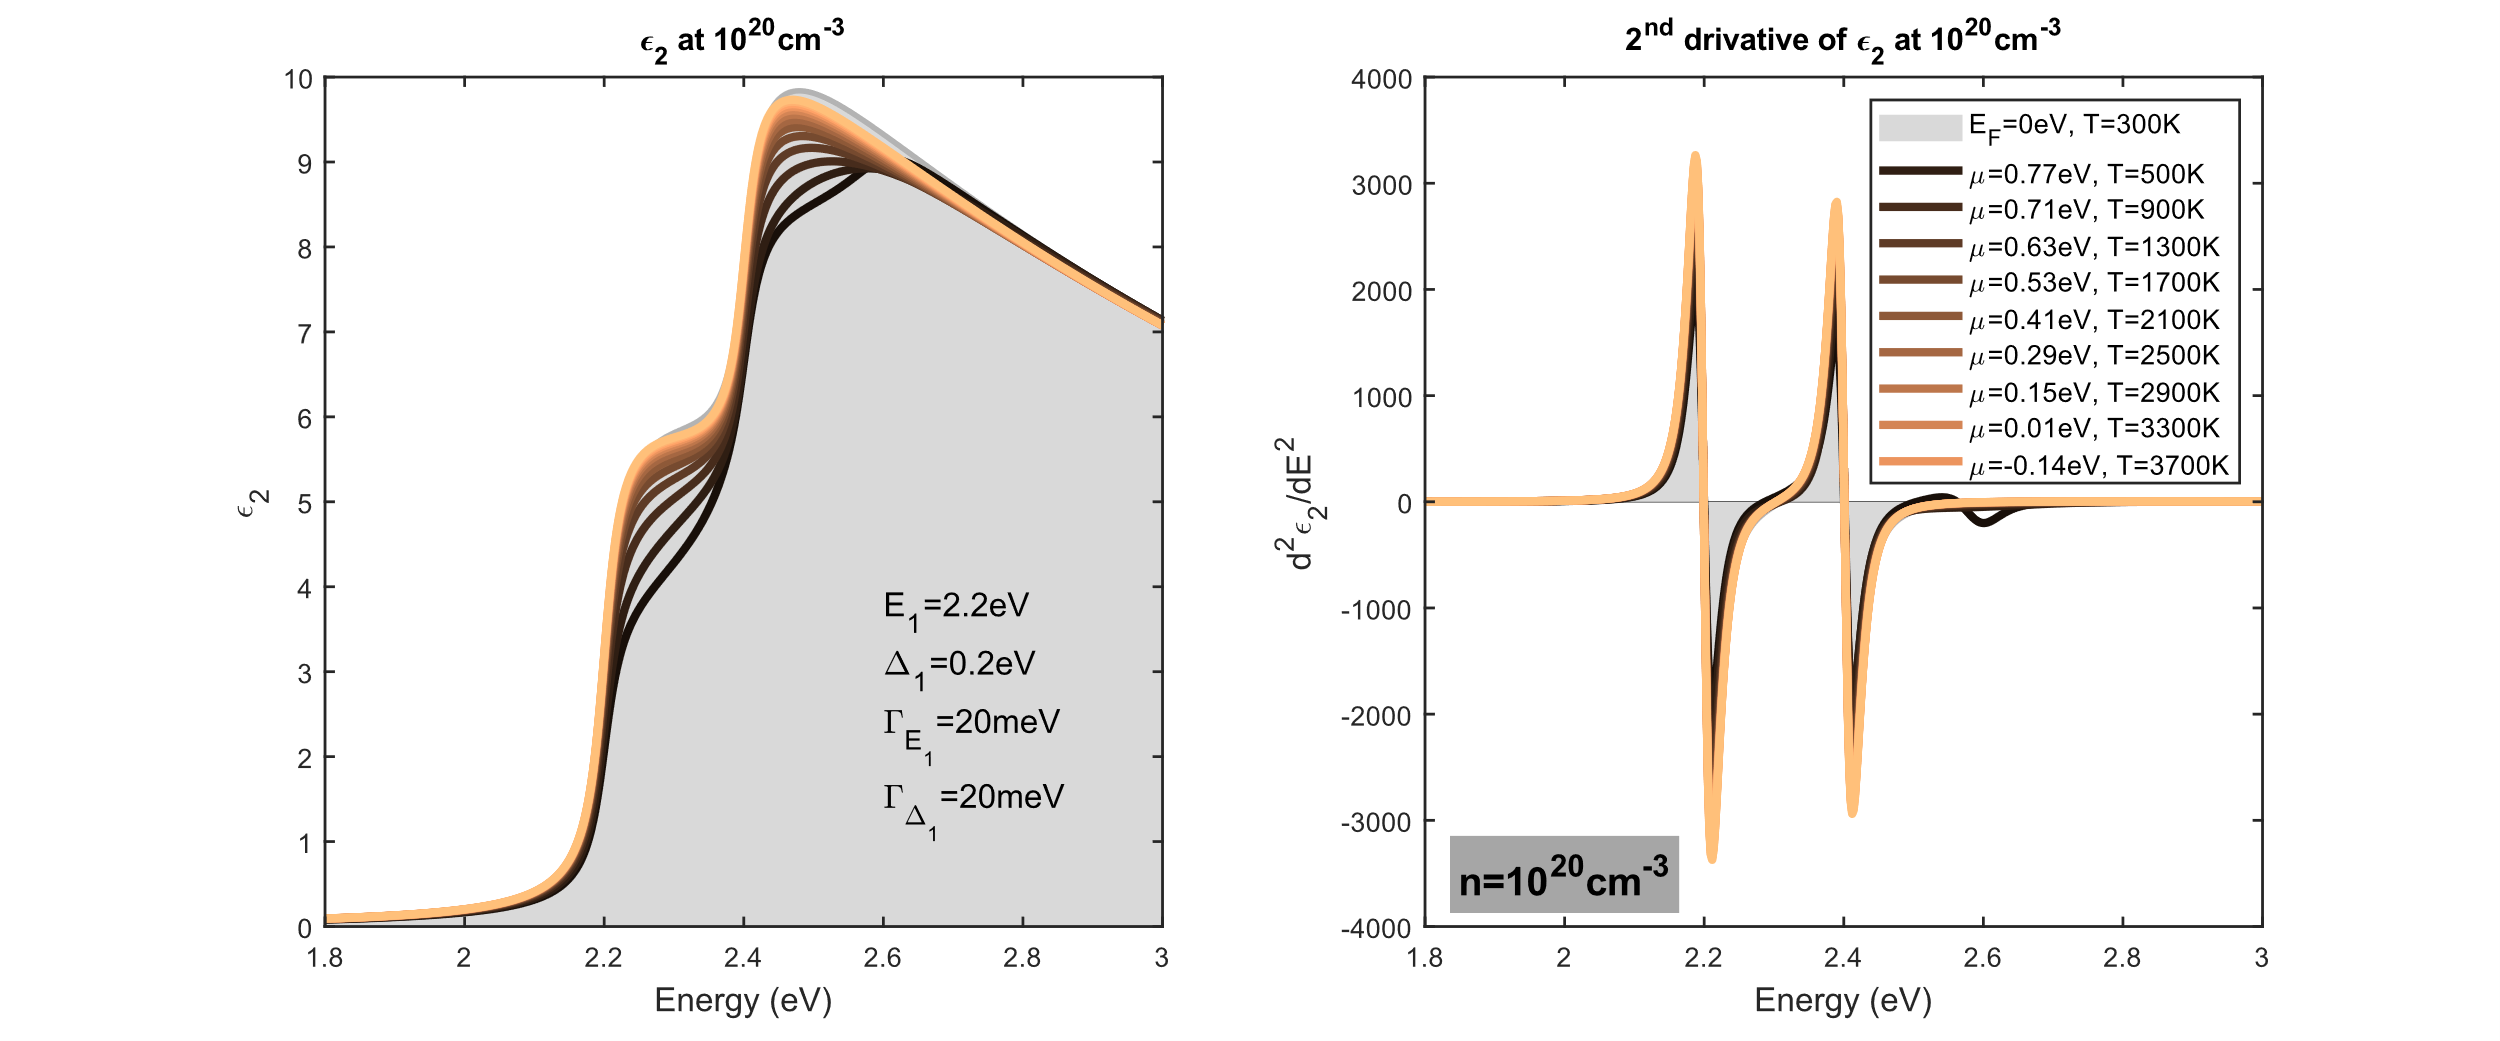 ϵ2 at 10^20 cm^-3
10
9
8
7
6
5
4
3
2
1
0
ϵ2
E1=2.2eV
Δ1=0.2eV
ΓE1=20meV
ΓΔ1=20meV
1.8 2 2.2 2.4 2.6 2.8 3
Energy (eV)
2^nd drivative of ϵ2 at 10^20 cm^-3
4000
3000
2000
1000
0
-1000
-2000
-3000
-4000
d^2 ϵ2/dE^2
EF=0eV, T=300K
μ=0.77eV, T=500K
μ=0.71eV, T=900K
μ=0.63eV, T=1300K
μ=0.53eV, T=1700K
μ=0.41eV, T=2100K
μ=0.29eV, T=2500K
μ=0.15eV, T=2900K
μ=0.01eV, T=3300K
μ=-0.14eV, T=3700K
n=10^20 cm^-3
1.8 2 2.2 2.4 2.6 2.8 3
Energy (eV)